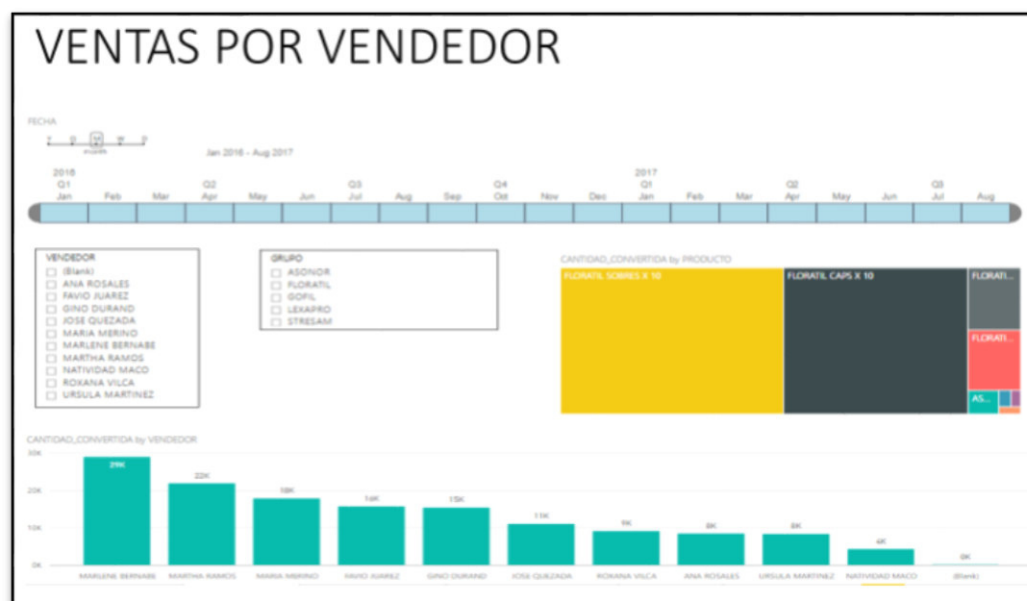 VENTAS POR VENDEDOR
FECHA
Y Q M W D
Jan 2016 - Aug 2017
2016 2017
Q1 Q2 Q3 Q4 Q1 Q2 Q3
Jan Feb Mar Apr May Jun Jul Aug Sep Oct Nov Dec Jan Feb Mar Apr May Jun Jul Aug
VENDEDOR
(Blank)
ANA ROSALES
FAVIO JUAREZ
GINO DURAND
JOSE QUEZADA
MARIA MERINO
MARLENE BERNABE
MARTHA RAMOS
NATIVIDAD MACO
ROXANA VILCA
URSULA MARTINEZ
GRUPO
ASONOR
FLORATIL
GOFIL
LEXAPRO
STRESAM
CANTIDAD_CONVERTIDA by PRODUCTO
FLORATIL SOBRES X 10
FLORATIL CAPS X 10
FLORATI...
FLORATI...
AS...
CANTIDAD_CONVERTIDA by VENDEDOR
30K
20K
10K
0K
29K 22K 18K 16K 15K 11K 9K 8K 8K 4K 0K
MARLENE BERNABE MARTHA RAMOS MARIA MERINO FAVIO JUAREZ GINO DURAND JOSE QUEZADA ROXANA VILCA ANA ROSALES URSULA MARTINEZ NATIVIDAD MACO (Blank)